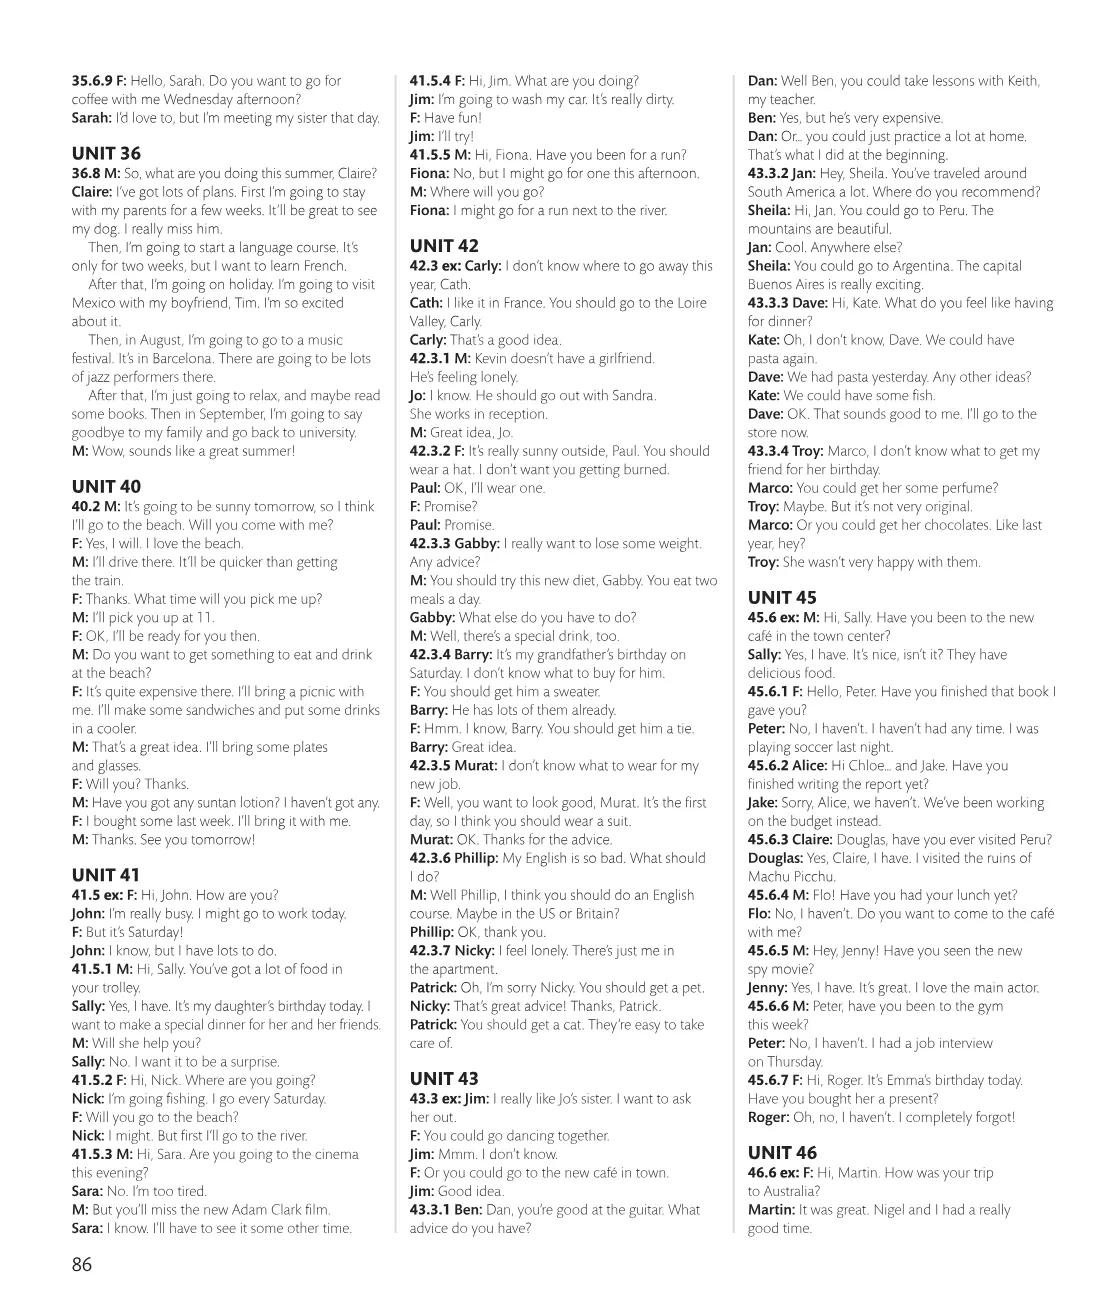 35.6.9 F: Hello, Sarah. Do you want to go for
coffee with me Wednesday afternoon?
Sarah: I'd love to, but I'm meeting my sister that day.
UNIT 36
36.8 M: So, what are you doing this summer, Claire?
Claire: I've got lots of plans. First I'm going to stay
with my parents for a few weeks. It'll be great to see
my dog. I really miss him.
Then, I'm going to start a language course. It's
only for two weeks, but I want to learn French.
After that, I'm going on holiday. I'm going to visit
Mexico with my boyfriend, Tim. I'm so excited
about it.
Then, in August, I'm going to go to a music
festival. It's in Barcelona. There are going to be lots
of jazz performers there.
After that, I'm just going to relax, and maybe read
some books. Then in September, I'm going to say
goodbye to my family and go back to university.
M: Wow, sounds like a great summer!
UNIT 40
40.2 M: It's going to be sunny tomorrow, so I think
I'll go to the beach. Will you come with me?
F: Yes, I will. I love the beach.
M: I'll drive there. It'll be quicker than getting
the train.
F: Thanks. What time will you pick me up?
M: I'll pick you up at 11.
F: OK, I'll be ready for you then.
M: Do you want to get something to eat and drink
at the beach?
F: It's quite expensive there. I'll bring a picnic with
me. I'll make some sandwiches and put some drinks
in a cooler.
M: That's a great idea. I'll bring some plates
and glasses.
F: Will you? Thanks.
M: Have you got any suntan lotion? I haven't got any.
F: I bought some last week. I'll bring it with me.
M: Thanks. See you tomorrow!
UNIT 41
41.5 ex: F: Hi, John. How are you?
John: I'm really busy. I might go to work today.
F: But it's Saturday!
John: I know, but I have lots to do.
41.5.1 M: Hi, Sally. You've got a lot of food in
your trolley.
Sally: Yes, I have. It's my daughter's birthday today. I
want to make a special dinner for her and her friends.
M: Will she help you?
Sally: No. I want it to be a surprise.
41.5.2 F: Hi, Nick. Where are you going?
Nick: I'm going fishing. I go every Saturday.
F: Will you go to the beach?
Nick: I might. But first I'll go to the river.
41.5.3 M: Hi, Sara. Are you going to the cinema
this evening?
Sara: No. I'm too tired.
M: But you'll miss the new Adam Clark film.
Sara: I know. I'll have to see it some other time.
41.5.4 F: Hi, Jim. What are you doing?
Jim: I'm going to wash my car. It's really dirty.
F: Have fun!
Jim: I'll try!
41.5.5 M: Hi, Fiona. Have you been for a run?
Fiona: No, but I might go for one this afternoon.
M: Where will you go?
Fiona: I might go for a run next to the river.
UNIT 42
42.3 ex: Carly: I don't know where to go away this
year, Cath.
Cath: I like it in France. You should go to the Loire
Valley, Carly.
Carly: That's a good idea.
42.3.1 M: Kevin doesn't have a girlfriend.
He's feeling lonely.
Jo: I know. He should go out with Sandra.
She works in reception.
M: Great idea, Jo.
42.3.2 F: It's really sunny outside, Paul. You should
wear a hat. I don't want you getting burned.
Paul: OK, I'll wear one.
F: Promise?
Paul: Promise.
42.3.3 Gabby: I really want to lose some weight.
Any advice?
M: You should try this new diet, Gabby. You eat two
meals a day.
Gabby: What else do you have to do?
M: Well, there's a special drink, too.
42.3.4 Barry: It's my grandfather's birthday on
Saturday. I don't know what to buy for him.
F: You should get him a sweater.
Barry: He has lots of them already.
F: Hmm. I know, Barry. You should get him a tie.
Barry: Great idea.
42.3.5 Murat: I don't know what to wear for my
new job.
F: Well, you want to look good, Murat. It's the first
day, so I think you should wear a suit.
Murat: OK. Thanks for the advice.
42.3.6 Phillip: My English is so bad. What should
I do?
M: Well Phillip, I think you should do an English
course. Maybe in the US or Britain?
Phillip: OK, thank you.
42.3.7 Nicky: I feel lonely. There's just me in
the apartment.
Patrick: Oh, I'm sorry Nicky. You should get a pet.
Nicky: That's great advice! Thanks, Patrick.
Patrick: You should get a cat. They're easy to take
care of.
UNIT 43
43.3 ex: Jim: I really like Jo's sister. I want to ask
her out.
F: You could go dancing together.
Jim: Mmm. I don't know.
F: Or you could go to the new café in town.
Jim: Good idea.
43.3.1 Ben: Dan, you're good at the guitar. What
advice do you have?
Dan: Well Ben, you could take lessons with Keith,
my teacher.
Ben: Yes, but he's very expensive.
Dan: Or... you could just practice a lot at home.
That's what I did at the beginning.
43.3.2 Jan: Hey, Sheila. You've traveled around
South America a lot. Where do you recommend?
Sheila: Hi, Jan. You could go to Peru. The
mountains are beautiful.
Jan: Cool. Anywhere else?
Sheila: You could go to Argentina. The capital
Buenos Aires is really exciting.
43.3.3 Dave: Hi, Kate. What do you feel like having
for dinner?
Kate: Oh, I don't know, Dave. We could have
pasta again.
Dave: We had pasta yesterday. Any other ideas?
Kate: We could have some fish.
Dave: OK. That sounds good to me. I'll go to the
store now.
43.3.4 Troy: Marco, I don't know what to get my
friend for her birthday.
Marco: You could get her some perfume?
Troy: Maybe. But it's not very original.
Marco: Or you could get her chocolates. Like last
year, hey?
Troy: She wasn't very happy with them.
UNIT 45
45.6 ex: M: Hi, Sally. Have you been to the new
café in the town center?
Sally: Yes, I have. It's nice, isn't it? They have
delicious food.
45.6.1 F: Hello, Peter. Have you finished that book I
gave you?
Peter: No, I haven't. I haven't had any time. I was
playing soccer last night.
45.6.2 Alice: Hi Chloe... and Jake. Have you
finished writing the report yet?
Jake: Sorry, Alice, we haven't. We've been working
on the budget instead.
45.6.3 Claire: Douglas, have you ever visited Peru?
Douglas: Yes, Claire, I have. I visited the ruins of
Machu Picchu.
45.6.4 M: Flo! Have you had your lunch yet?
Flo: No, I haven't. Do you want to come to the café
with me?
45.6.5 M: Hey, Jenny! Have you seen the new
spy movie?
Jenny: Yes, I have. It's great. I love the main actor.
45.6.6 M: Peter, have you been to the gym
this week?
Peter: No, I haven't. I had a job interview
on Thursday.
45.6.7 F: Hi, Roger. It's Emma's birthday today.
Have you bought her a present?
Roger: Oh, no, I haven't. I completely forgot!
UNIT 46
46.6 ex: F: Hi, Martin. How was your trip
to Australia?
Martin: It was great. Nigel and I had a really
good time.
86